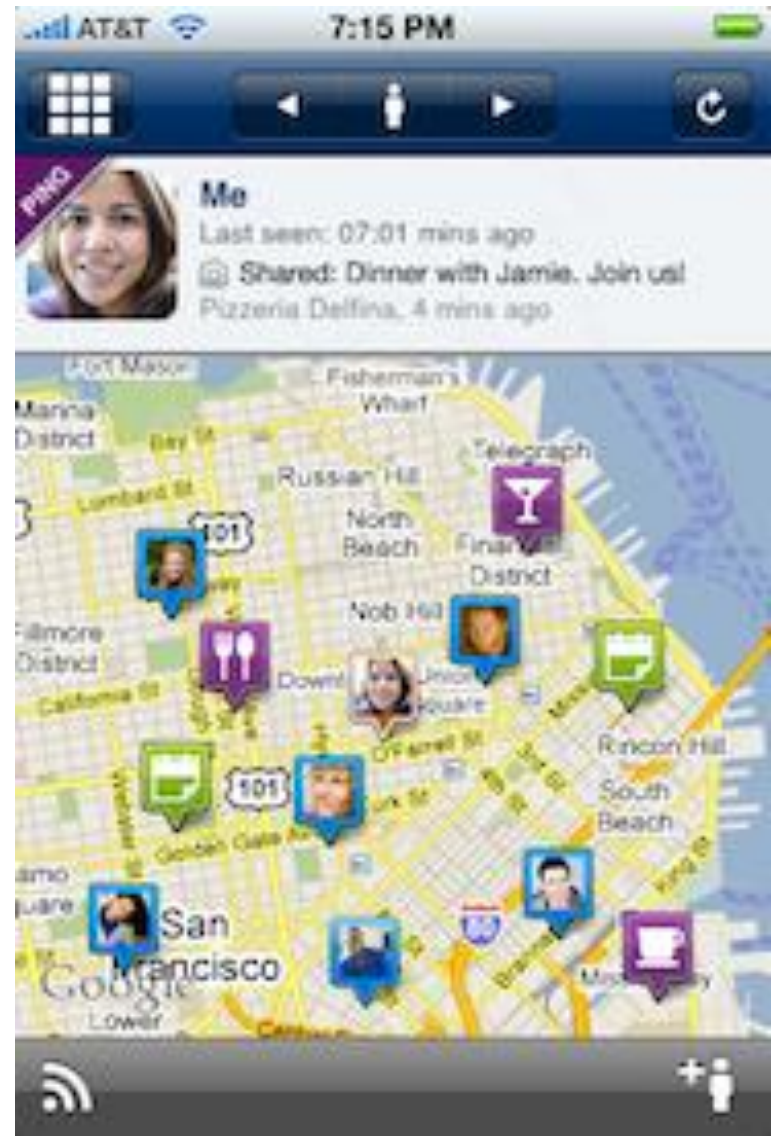 AT&T 7:15 PM
PING
Me
Last seen: 07:01 mins ago
Shared: Dinner with Jamie. Join us!
Pizzeria Delfina, 4 mins ago
Fort Mason
Fisherman's
Wharf
Marina
District
Bay St
Telegraph
Lombard St
Russian Hill
101
North
Beach
District
Nob Hill
Fillmore
District
California St
Union
Square
O'Farrell St
Rincon Hill
101
South
Beach
Golden Gate Ave
King St
80
San
Francisco
Google
Lower